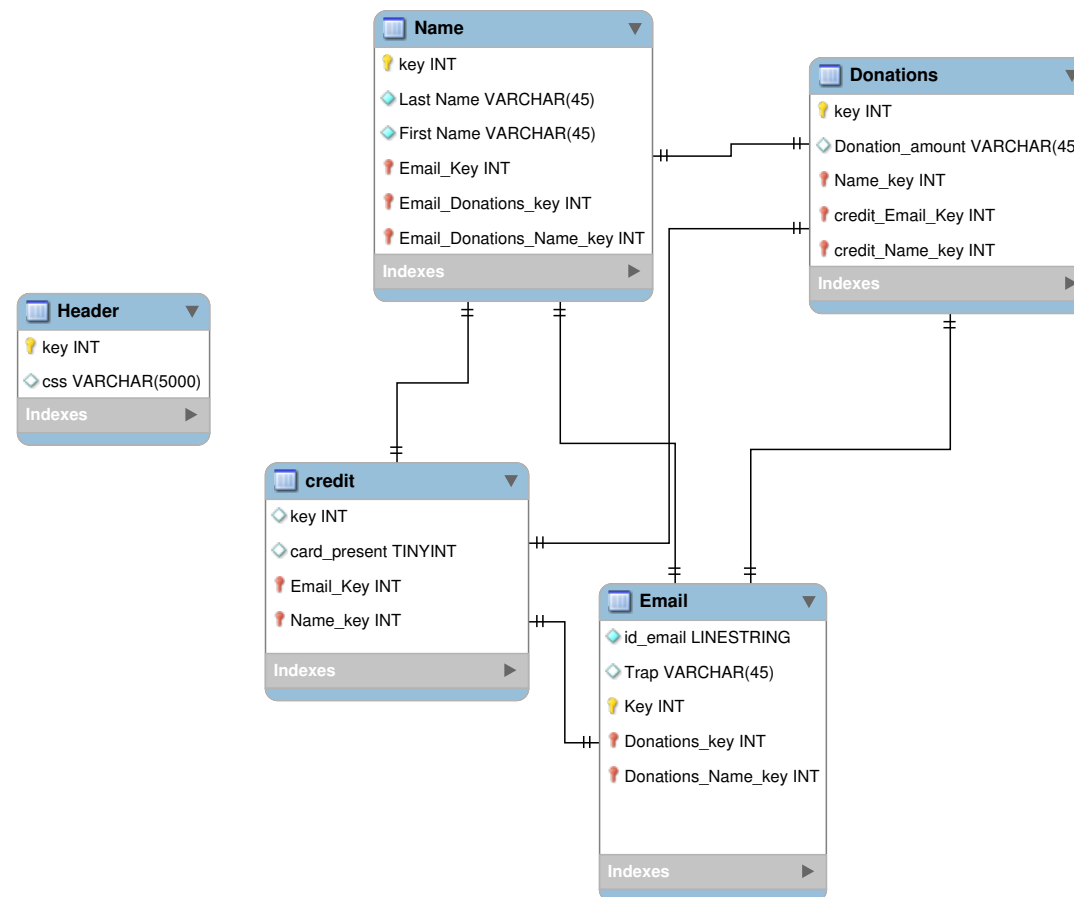 Name
key INT
Last Name VARCHAR(45)
First Name VARCHAR(45)
Email_Key INT
Email_Donations_key INT
Email_Donations_Name_key INT
Indexes
Donations
key INT
Donation_amount VARCHAR(45
Name_key INT
credit_Email_Key INT
credit_Name_key INT
Indexes
Header
key INT
css VARCHAR(5000)
Indexes
credit
key INT
card_present TINYINT
Email_Key INT
Name_key INT
Indexes
Email
id_email LINESTRING
Trap VARCHAR(45)
Key INT
Donations_key INT
Donations_Name_key INT
Indexes